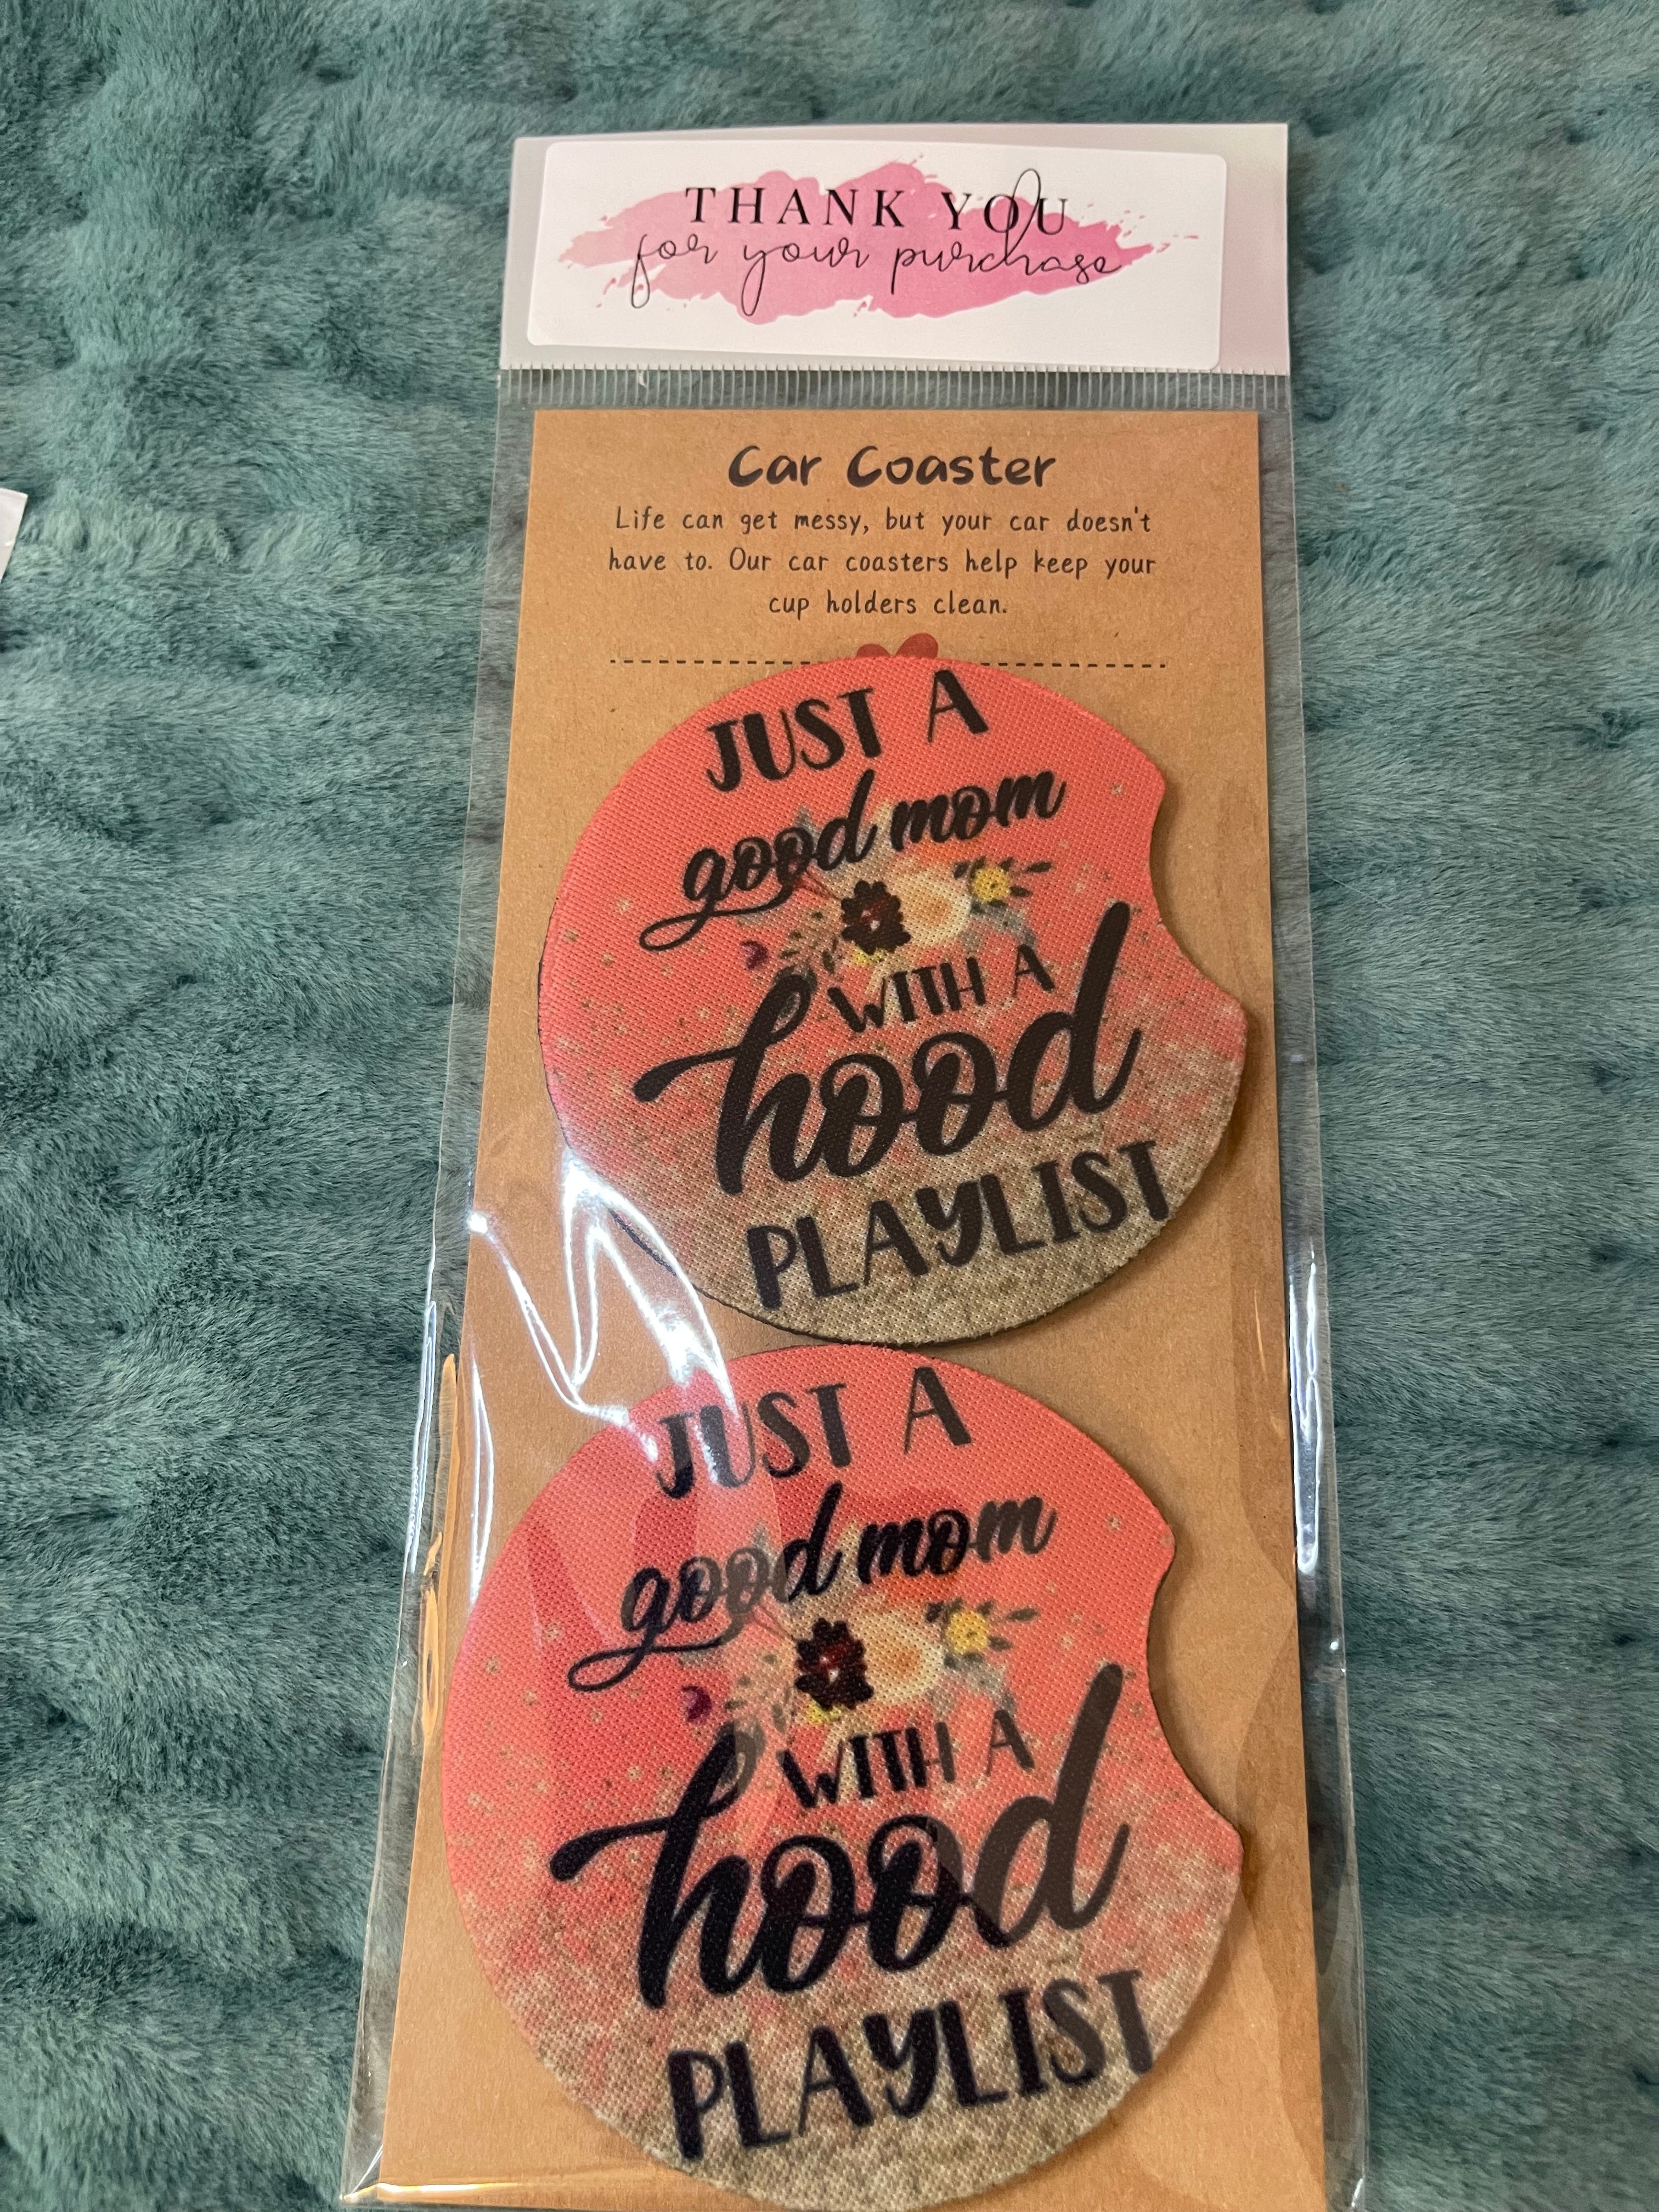 THANK YOU
for your purchase
Car Coaster
Life can get messy, but your car doesn't
have to. Our car coasters help keep your
cup holders clean.
JUST A
good mom
WITH A
hood
PLAYLIST
JUST A
good mom
WITH A
hood
PLAYLIST